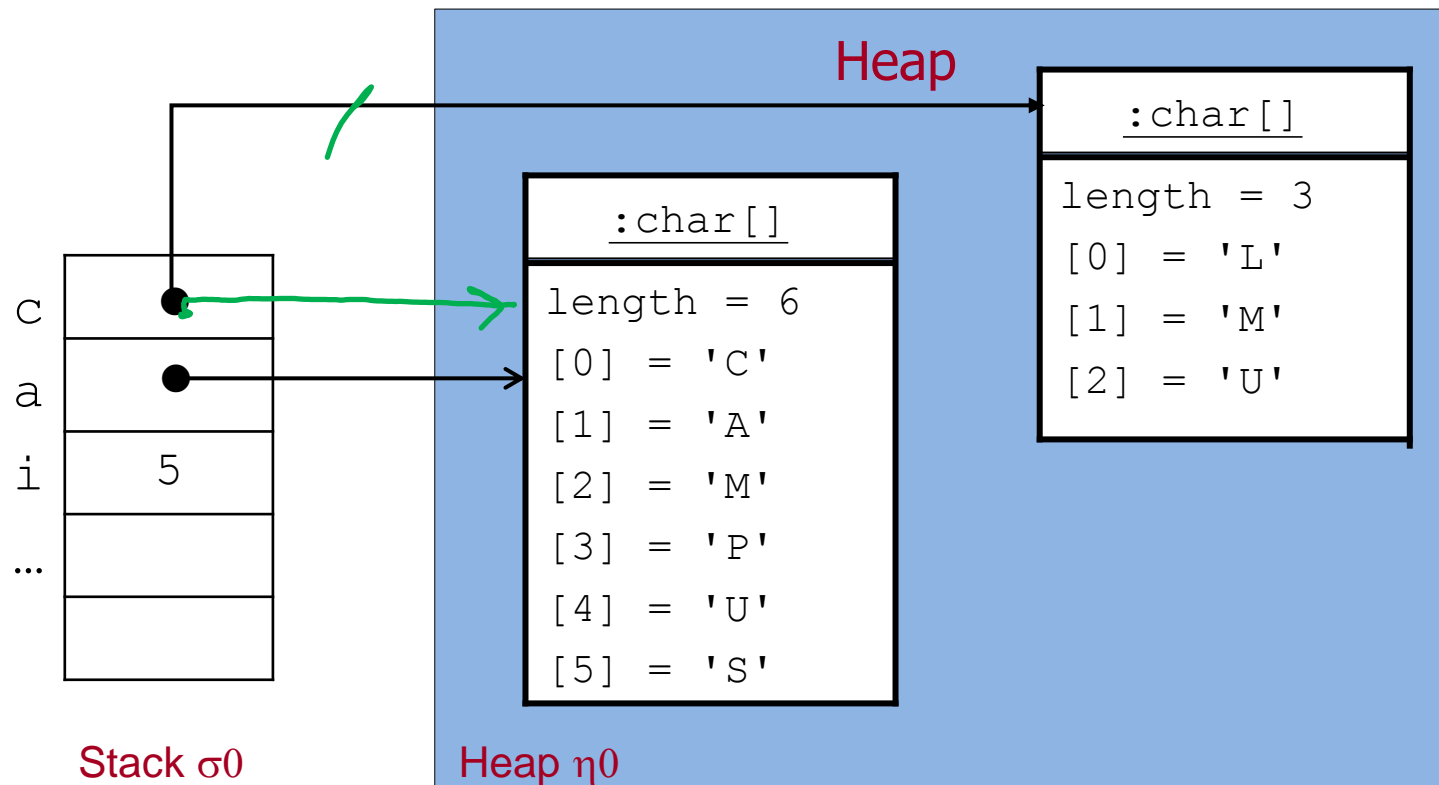 Heap
:char[]
length = 3
[0] = 'L'
[1] = 'M'
[2] = 'U'
:char[]
length = 6
[0] = 'C'
[1] = 'A'
[2] = 'M'
[3] = 'P'
[4] = 'U'
[5] = 'S'
c
a
i 5
…
Stack σ0
Heap η0